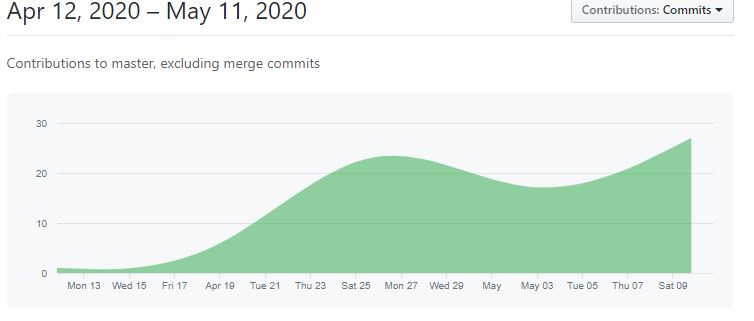 Apr 12, 2020 – May 11, 2020
Contributions: Commits
Contributions to master, excluding merge commits
30
20
10
0
Mon 13 Wed 15 Fri 17 Apr 19 Tue 21 Thu 23 Sat 25 Mon 27 Wed 29 May May 03 Tue 05 Thu 07 Sat 09